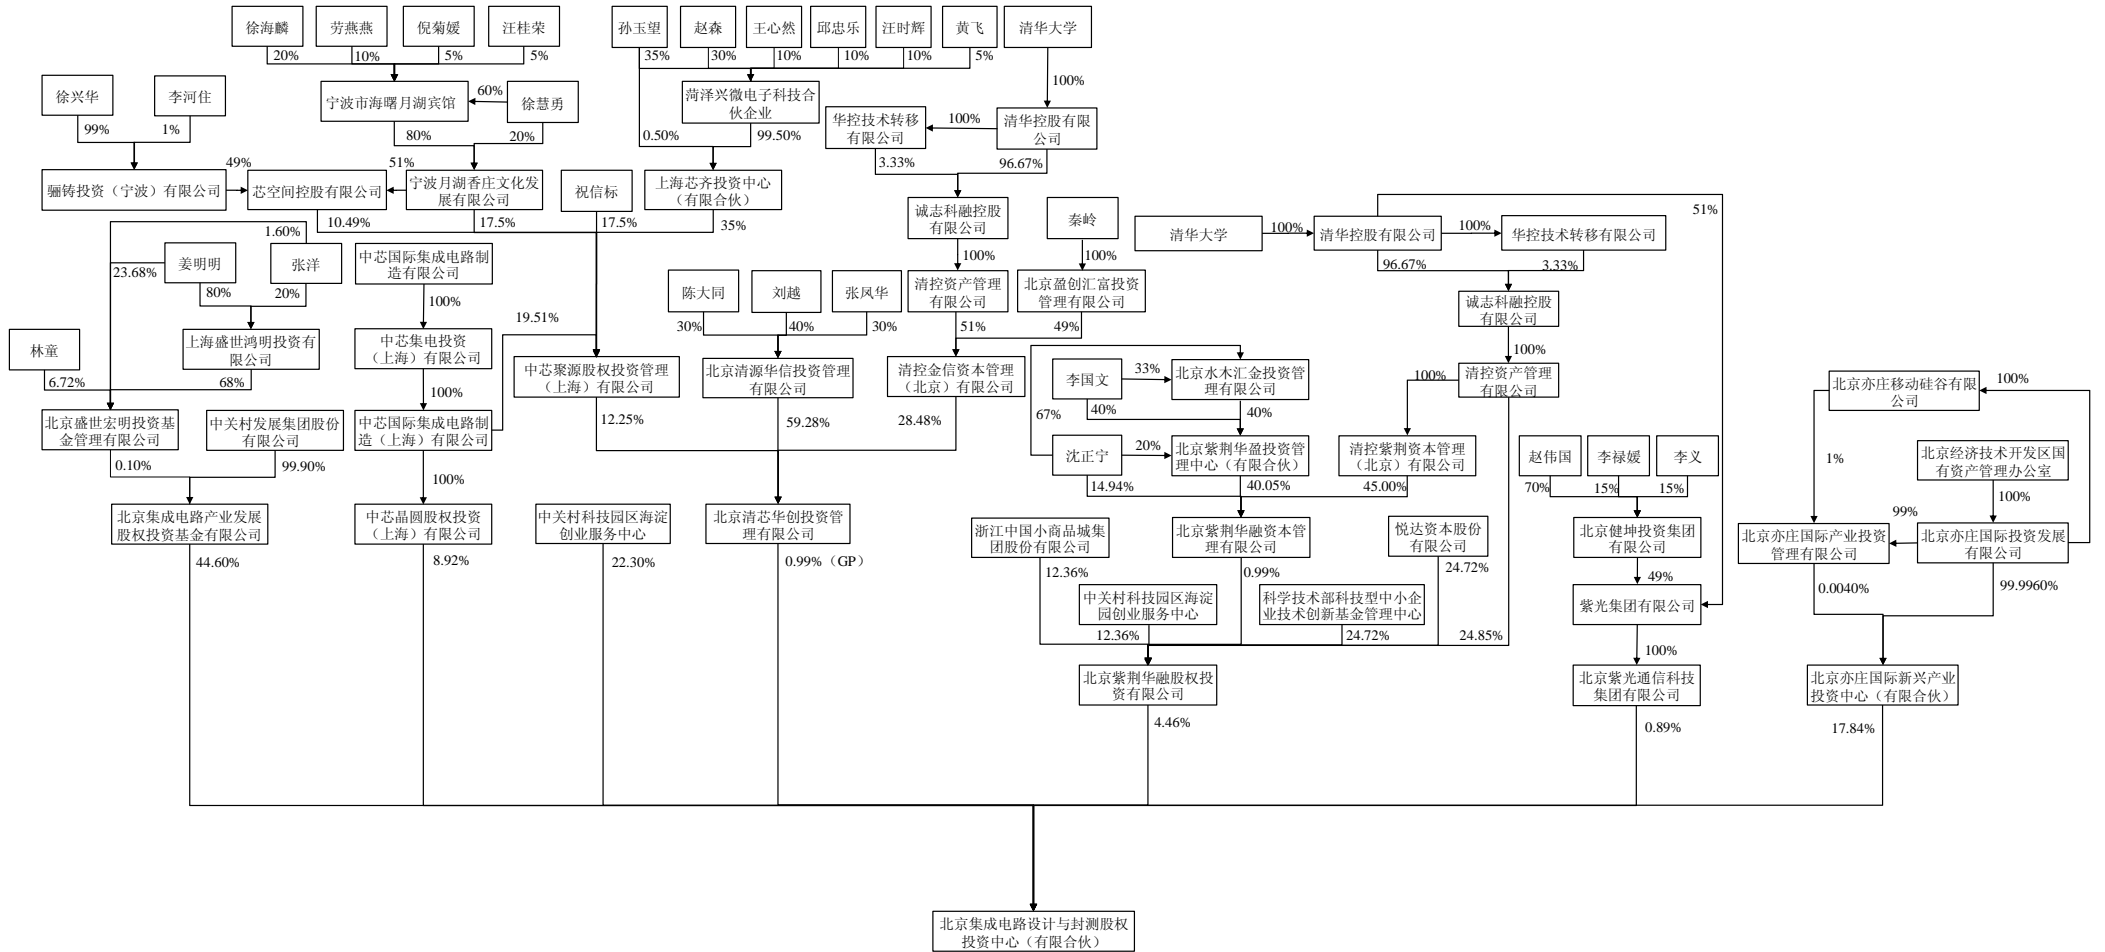 徐海麟
劳燕燕
倪菊媛
汪桂荣
孙玉望
赵森
王心然
邱忠乐
汪时辉
黄飞
清华大学
20%
10%
5%
5%
35%
30%
10%
10%
10%
5%
100%
徐兴华
李河住
宁波市海曙月湖宾馆
60%
徐慧勇
菏泽兴微电子科技合
伙企业
华控技术转移
有限公司
100%
清华控股有限
公司
99%
1%
80%
20%
0.50%
99.50%
3.33%
96.67%
骊铸投资（宁波）有限公司
49%
芯空间控股有限公司
51%
宁波月湖香庄文化发
展有限公司
祝信标
上海芯齐投资中心
（有限合伙）
诚志科融控股
有限公司
秦岭
10.49%
17.5%
17.5%
35%
1.60%
姜明明
张洋
23.68%
80%
20%
中芯国际集成电路制
造有限公司
100%
100%
100%
清华大学
100%
清华控股有限公司
100%
华控技术转移有限公司
51%
96.67%
3.33%
陈大同
刘越
张凤华
清控资产管理
有限公司
北京盈创汇富投资
管理有限公司
诚志科融控股
有限公司
30%
40%
30%
51%
49%
100%
林童
6.72%
上海盛世鸿明投资有
限公司
68%
中芯集电投资
（上海）有限公司
100%
19.51%
中芯聚源股权投资管理
（上海）有限公司
北京清源华信投资管理
有限公司
清控金信资本管理
（北京）有限公司
李国文
33%
北京水木汇金投资管
理有限公司
100%
清控资产管理
有限公司
北京亦庄移动硅谷有限
公司
100%
北京盛世宏明投资基
金管理有限公司
中关村发展集团股份
有限公司
中芯国际集成电路制
造（上海）有限公司
12.25%
59.28%
28.48%
67%
40%
40%
沈正宁
20%
北京紫荆华盈投资管
理中心（有限合伙）
清控紫荆资本管理
（北京）有限公司
赵伟国
李禄媛
李义
1%
北京经济技术开发区国
有资产管理办公室
0.10%
99.90%
100%
14.94%
40.05%
45.00%
70%
15%
15%
100%
99%
北京集成电路产业发展
股权投资基金有限公司
中芯晶圆股权投资
（上海）有限公司
中关村科技园区海淀
创业服务中心
北京清芯华创投资管
理有限公司
浙江中国小商品城集
团股份有限公司
北京紫荆华融资本管
理有限公司
悦达资本股份
有限公司
北京健坤投资集团
有限公司
北京亦庄国际产业投资
管理有限公司
北京亦庄国际投资发展
有限公司
44.60%
8.92%
22.30%
0.99%（GP）
12.36%
0.99%
24.72%
49%
0.0040%
99.9960%
中关村科技园区海淀
园创业服务中心
科学技术部科技型中小企
业技术创新基金管理中心
紫光集团有限公司
12.36%
24.72%
24.85%
100%
北京紫荆华融股权投
资有限公司
北京紫光通信科技
集团有限公司
北京亦庄国际新兴产业
投资中心（有限合伙）
4.46%
0.89%
17.84%
北京集成电路设计与封测股权
投资中心（有限合伙）